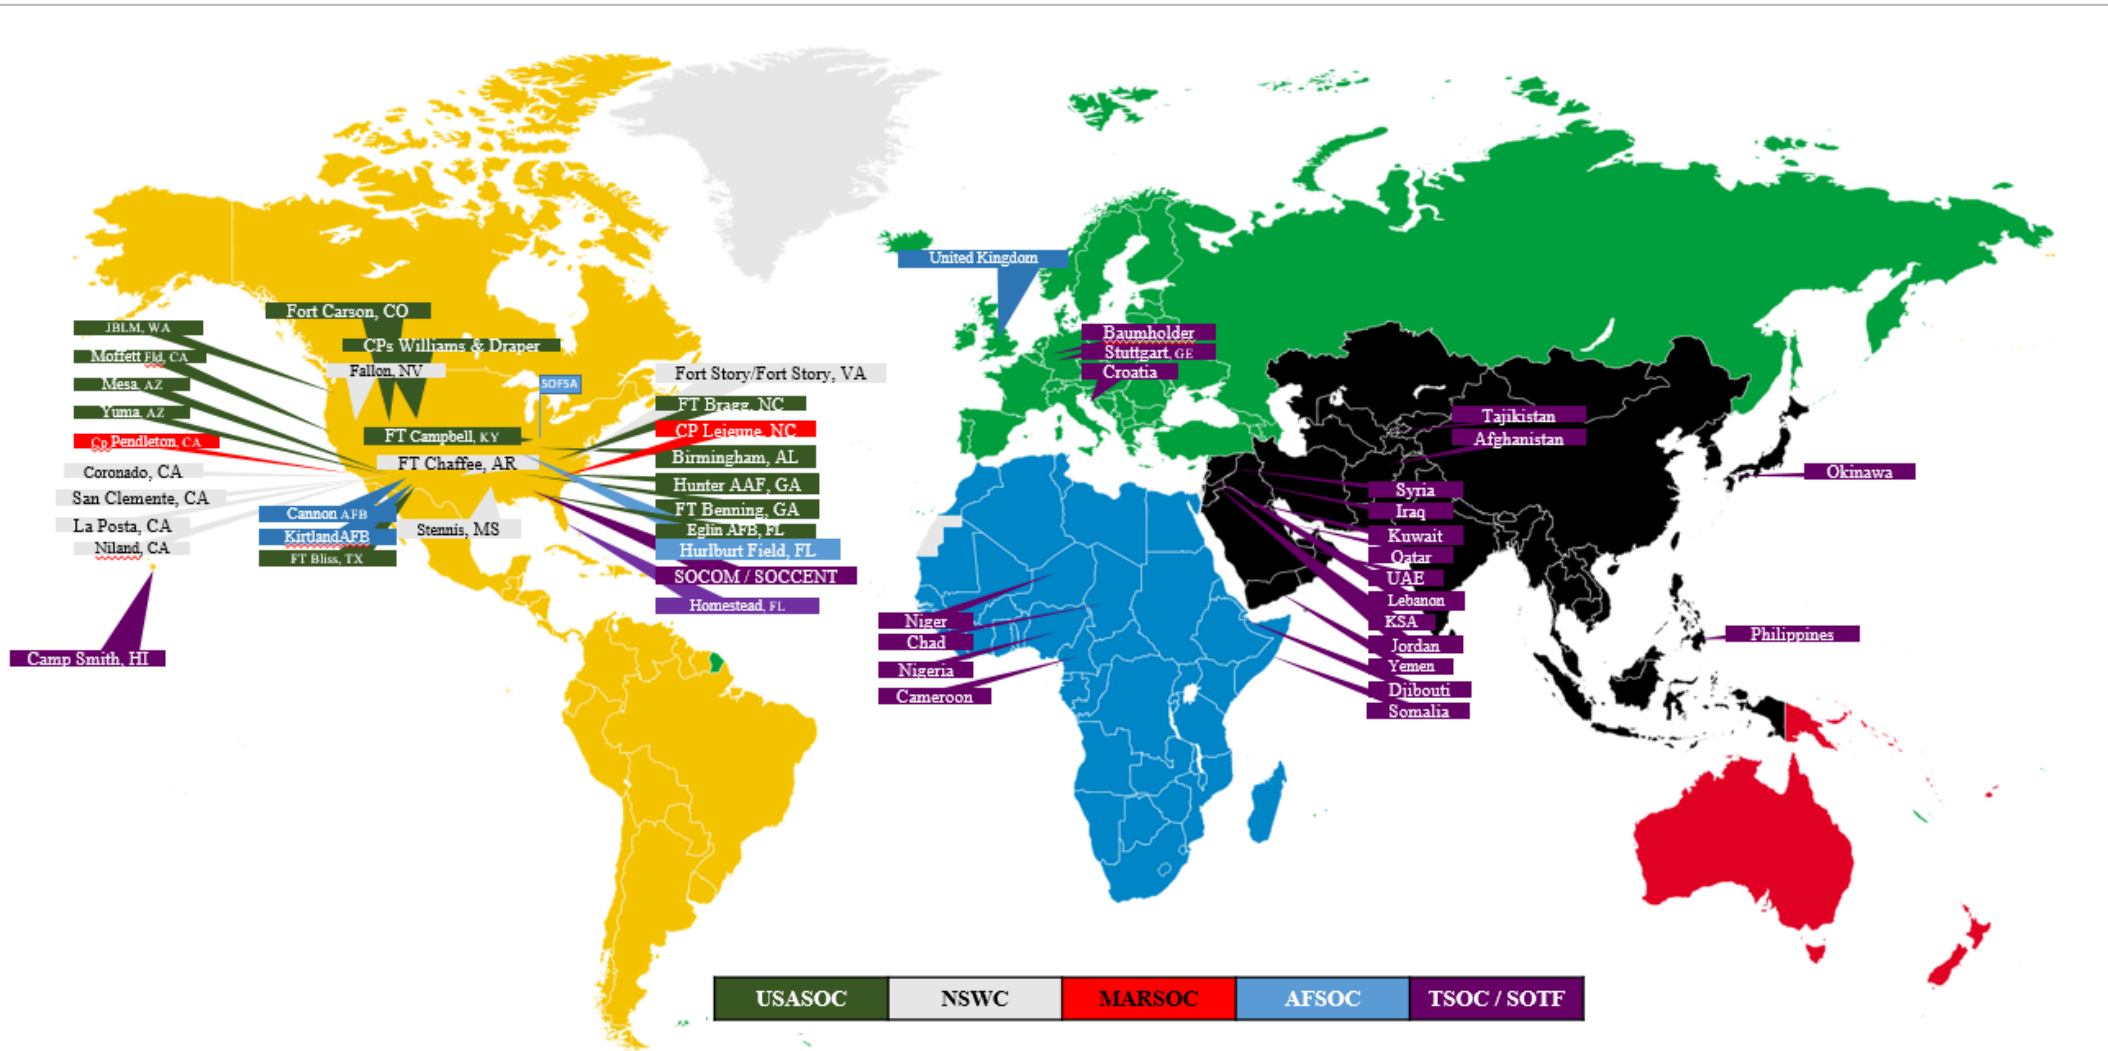 Fort Carson, CO
JBLM, WA
CPs Williams & Draper
Moffett Fld, CA
Fallon, NV
Mesa, AZ
Yuma, AZ
Cp Pendleton, CA
Coronado, CA
San Clemente, CA
La Posta, CA
Niland, CA
Camp Smith, HI
SOFSA
FT Campbell, KY
FT Chaffee, AR
Cannon AFB
KirtlandAFB
FT Bliss, TX
Stennis, MS
Fort Story/Fort Story, VA
FT Bragg, NC
CP Lejeune, NC
Birmingham, AL
Hunter AAF, GA
FT Benning, GA
Eglin AFB, FL
Hurlburt Field, FL
SOCOM / SOCCENT
Homestead, FL
United Kingdom
Baumholder
Stuttgart, GE
Croatia
Niger
Chad
Nigeria
Cameroon
Tajikistan
Afghanistan
Syria
Iraq
Kuwait
Qatar
UAE
Lebanon
KSA
Jordan
Yemen
Djibouti
Somalia
Okinawa
Philippines
USASOC
NSWC
MARSOC
AFSOC
TSOC / SOTF